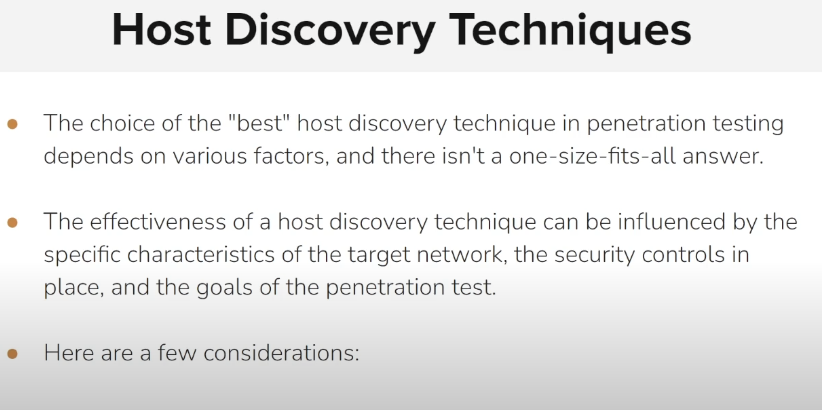 Host Discovery Techniques
The choice of the "best" host discovery technique in penetration testing
depends on various factors, and there isn't a one-size-fits-all answer.
The effectiveness of a host discovery technique can be influenced by the
specific characteristics of the target network, the security controls in
place, and the goals of the penetration test.
Here are a few considerations: